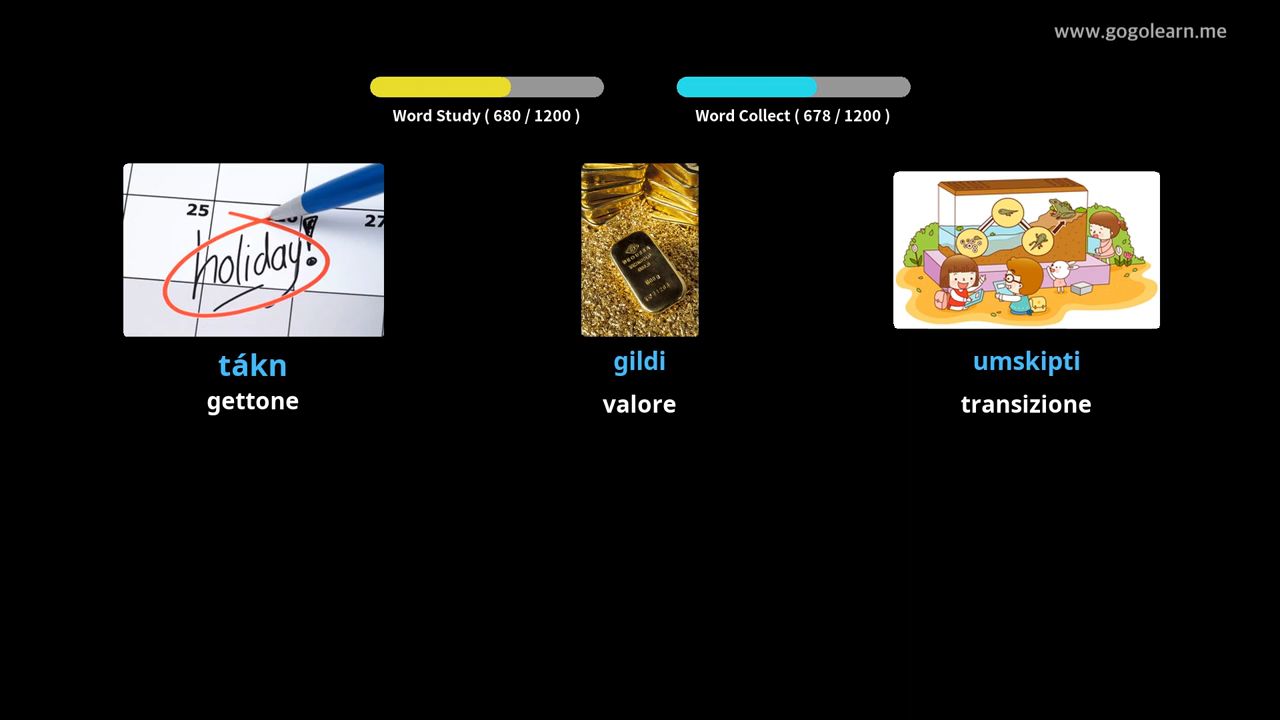 www.gogolearn.me
Word Study ( 680 / 1200 )
Word Collect ( 678 / 1200 )
25
27
holiday!
tákn
gildi
umskipti
gettone
valore
transizione